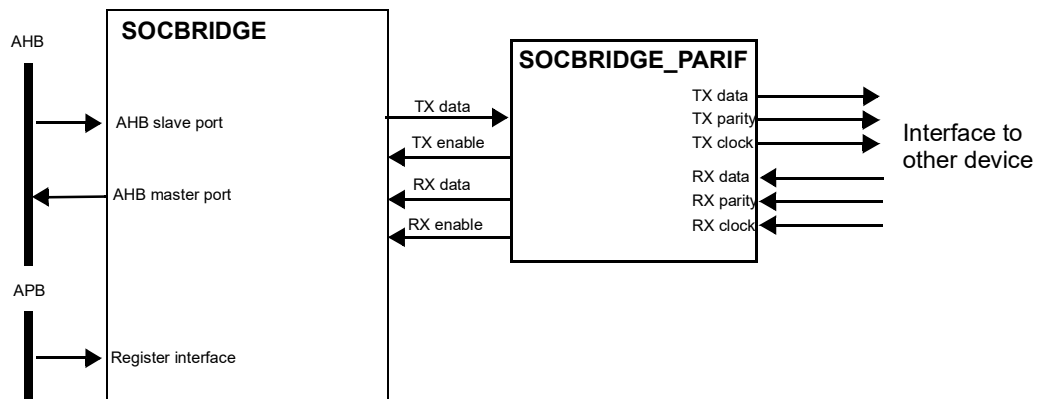 AHB
SOCBRIDGE
AHB slave port
AHB master port
APB
Register interface
TX data
TX enable
RX data
RX enable
SOCBRIDGE_PARIF
TX data
TX parity
TX clock
RX data
RX parity
RX clock
Interface to
other device